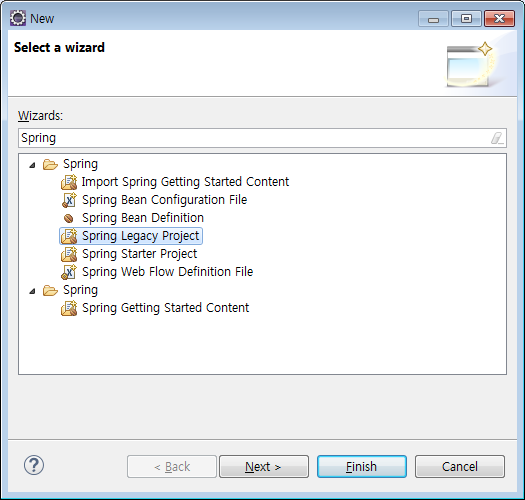 New
Select a wizard
Wizards:
Spring
Spring
Import Spring Getting Started Content
Spring Bean Configuration File
Spring Bean Definition
Spring Legacy Project
Spring Starter Project
Spring Web Flow Definition File
Spring
Spring Getting Started Content
? < Back Next > Finish Cancel